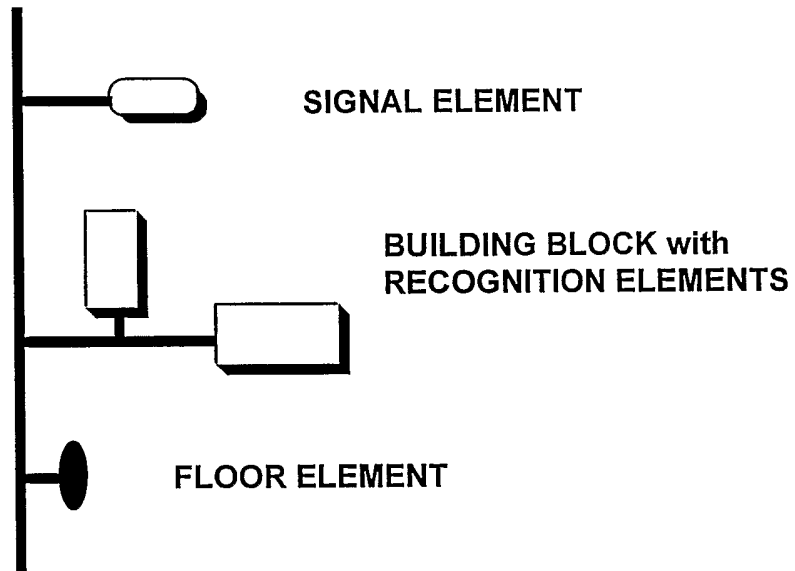 SIGNAL ELEMENT
BUILDING BLOCK with
RECOGNITION ELEMENTS
FLOOR ELEMENT